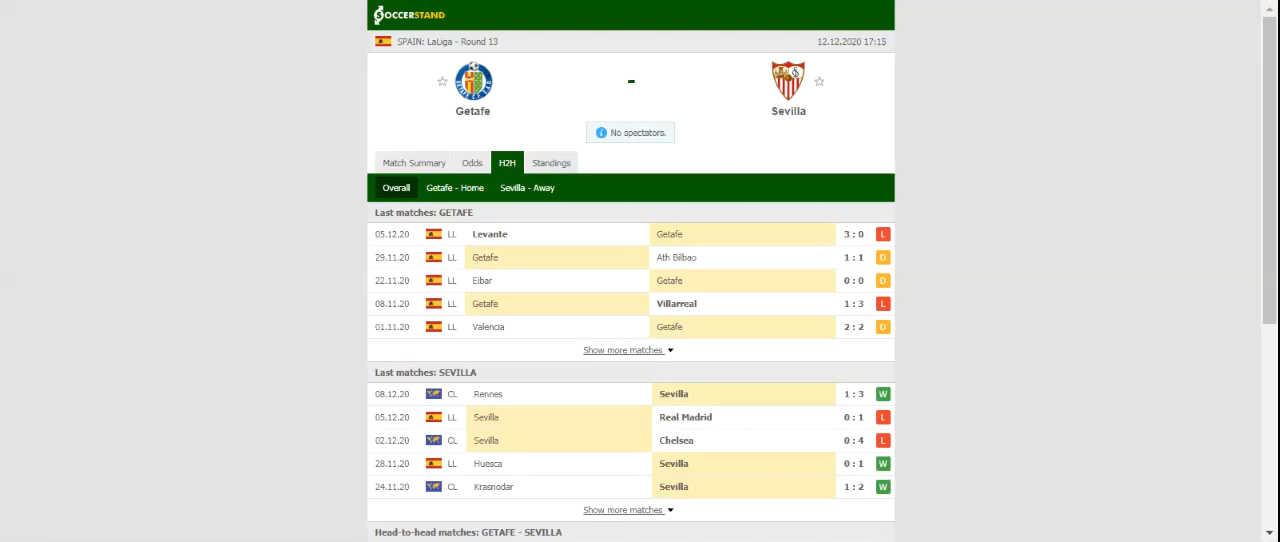 SOCCERSTAND
SPAIN: LaLiga - Round 13 12.12.2020 17:15
-
Getafe Sevilla
No spectators.
Match Summary Odds H2H Standings
Overall Getafe - Home Sevilla - Away
Last matches: GETAFE
05.12.20 LL Levante Getafe 3 : 0 L
29.11.20 LL Getafe Ath Bilbao 1 : 1 D
22.11.20 LL Eibar Getafe 0 : 0 D
08.11.20 LL Getafe Villarreal 1 : 3 L
01.11.20 LL Valencia Getafe 2 : 2 D
Show more matches
Last matches: SEVILLA
08.12.20 CL Rennes Sevilla 1 : 3 W
05.12.20 LL Sevilla Real Madrid 0 : 1 L
02.12.20 CL Sevilla Chelsea 0 : 4 L
28.11.20 LL Huesca Sevilla 0 : 1 W
24.11.20 CL Krasnodar Sevilla 1 : 2 W
Show more matches
Head-to-head matches: GETAFE - SEVILLA